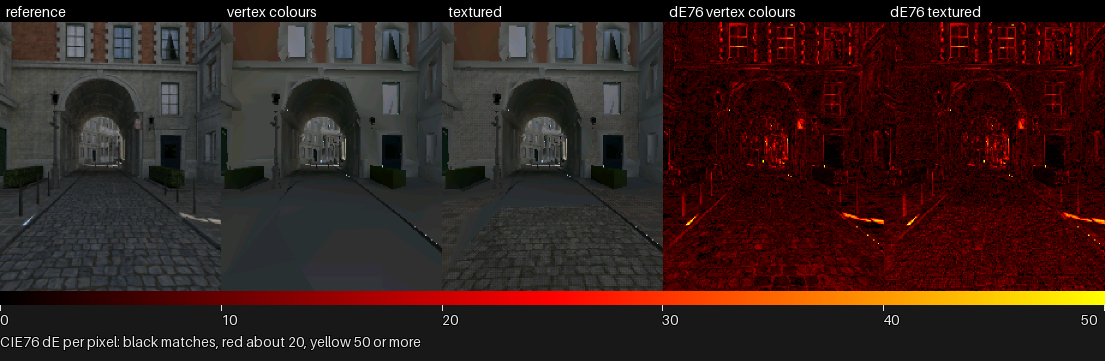 reference
vertex colours
textured
dE76 vertex colours
dE76 textured
0
10
20
30
40
50
CIE76 dE per pixel: black matches, red about 20, yellow 50 or more